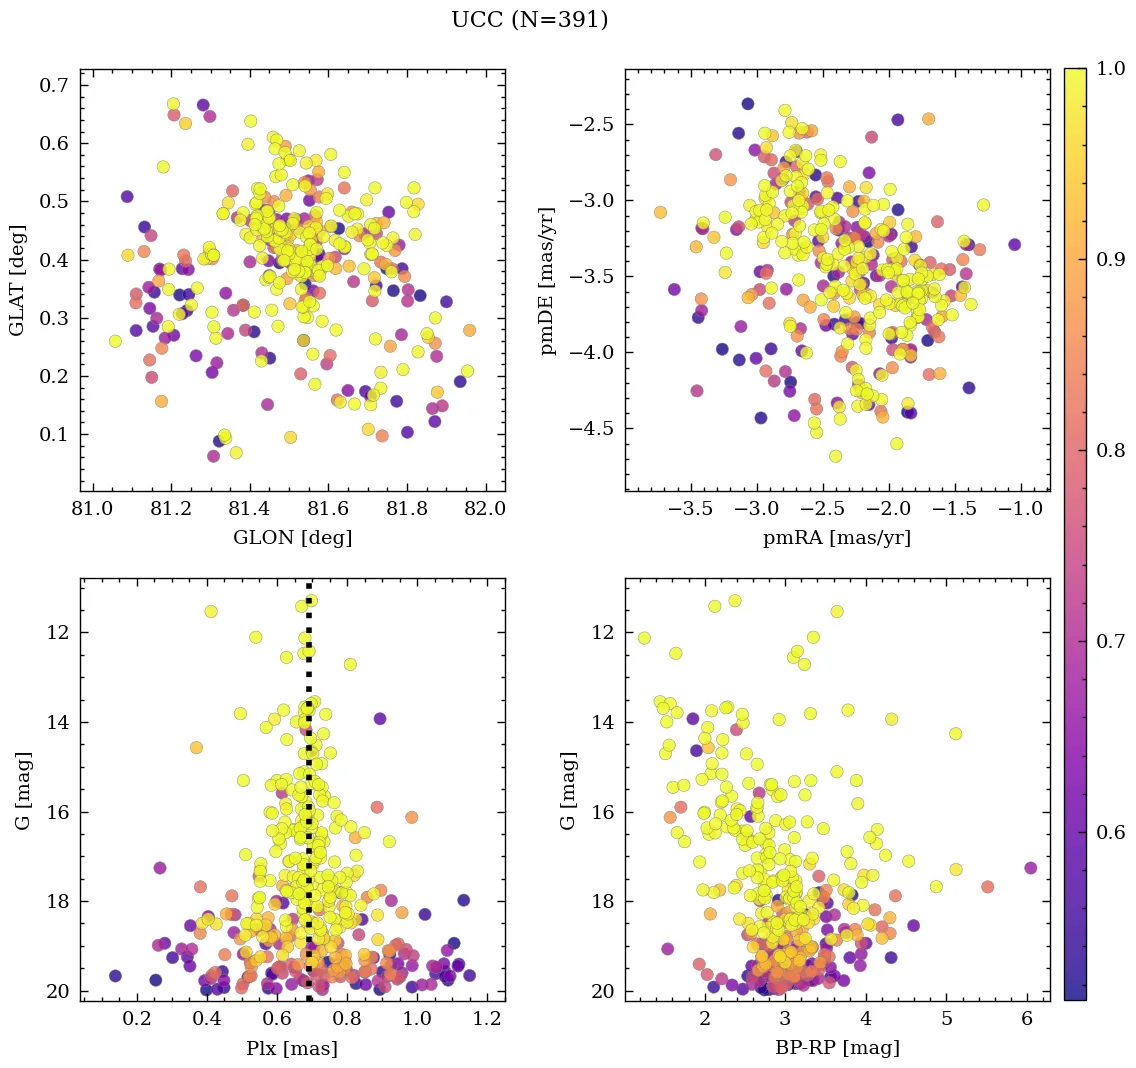 UCC (N=391)
0.7
0.6
0.5
0.4
0.3
0.2
0.1
GLAT [deg]
81.0 81.2 81.4 81.6 81.8 82.0
GLON [deg]
−2.5
−3.0
−3.5
−4.0
−4.5
pmDE [mas/yr]
−3.5 −3.0 −2.5 −2.0 −1.5 −1.0
pmRA [mas/yr]
12
14
16
18
20
G [mag]
0.2 0.4 0.6 0.8 1.0 1.2
Plx [mas]
12
14
16
18
20
G [mag]
2 3 4 5 6
BP-RP [mag]
1.0
0.9
0.8
0.7
0.6